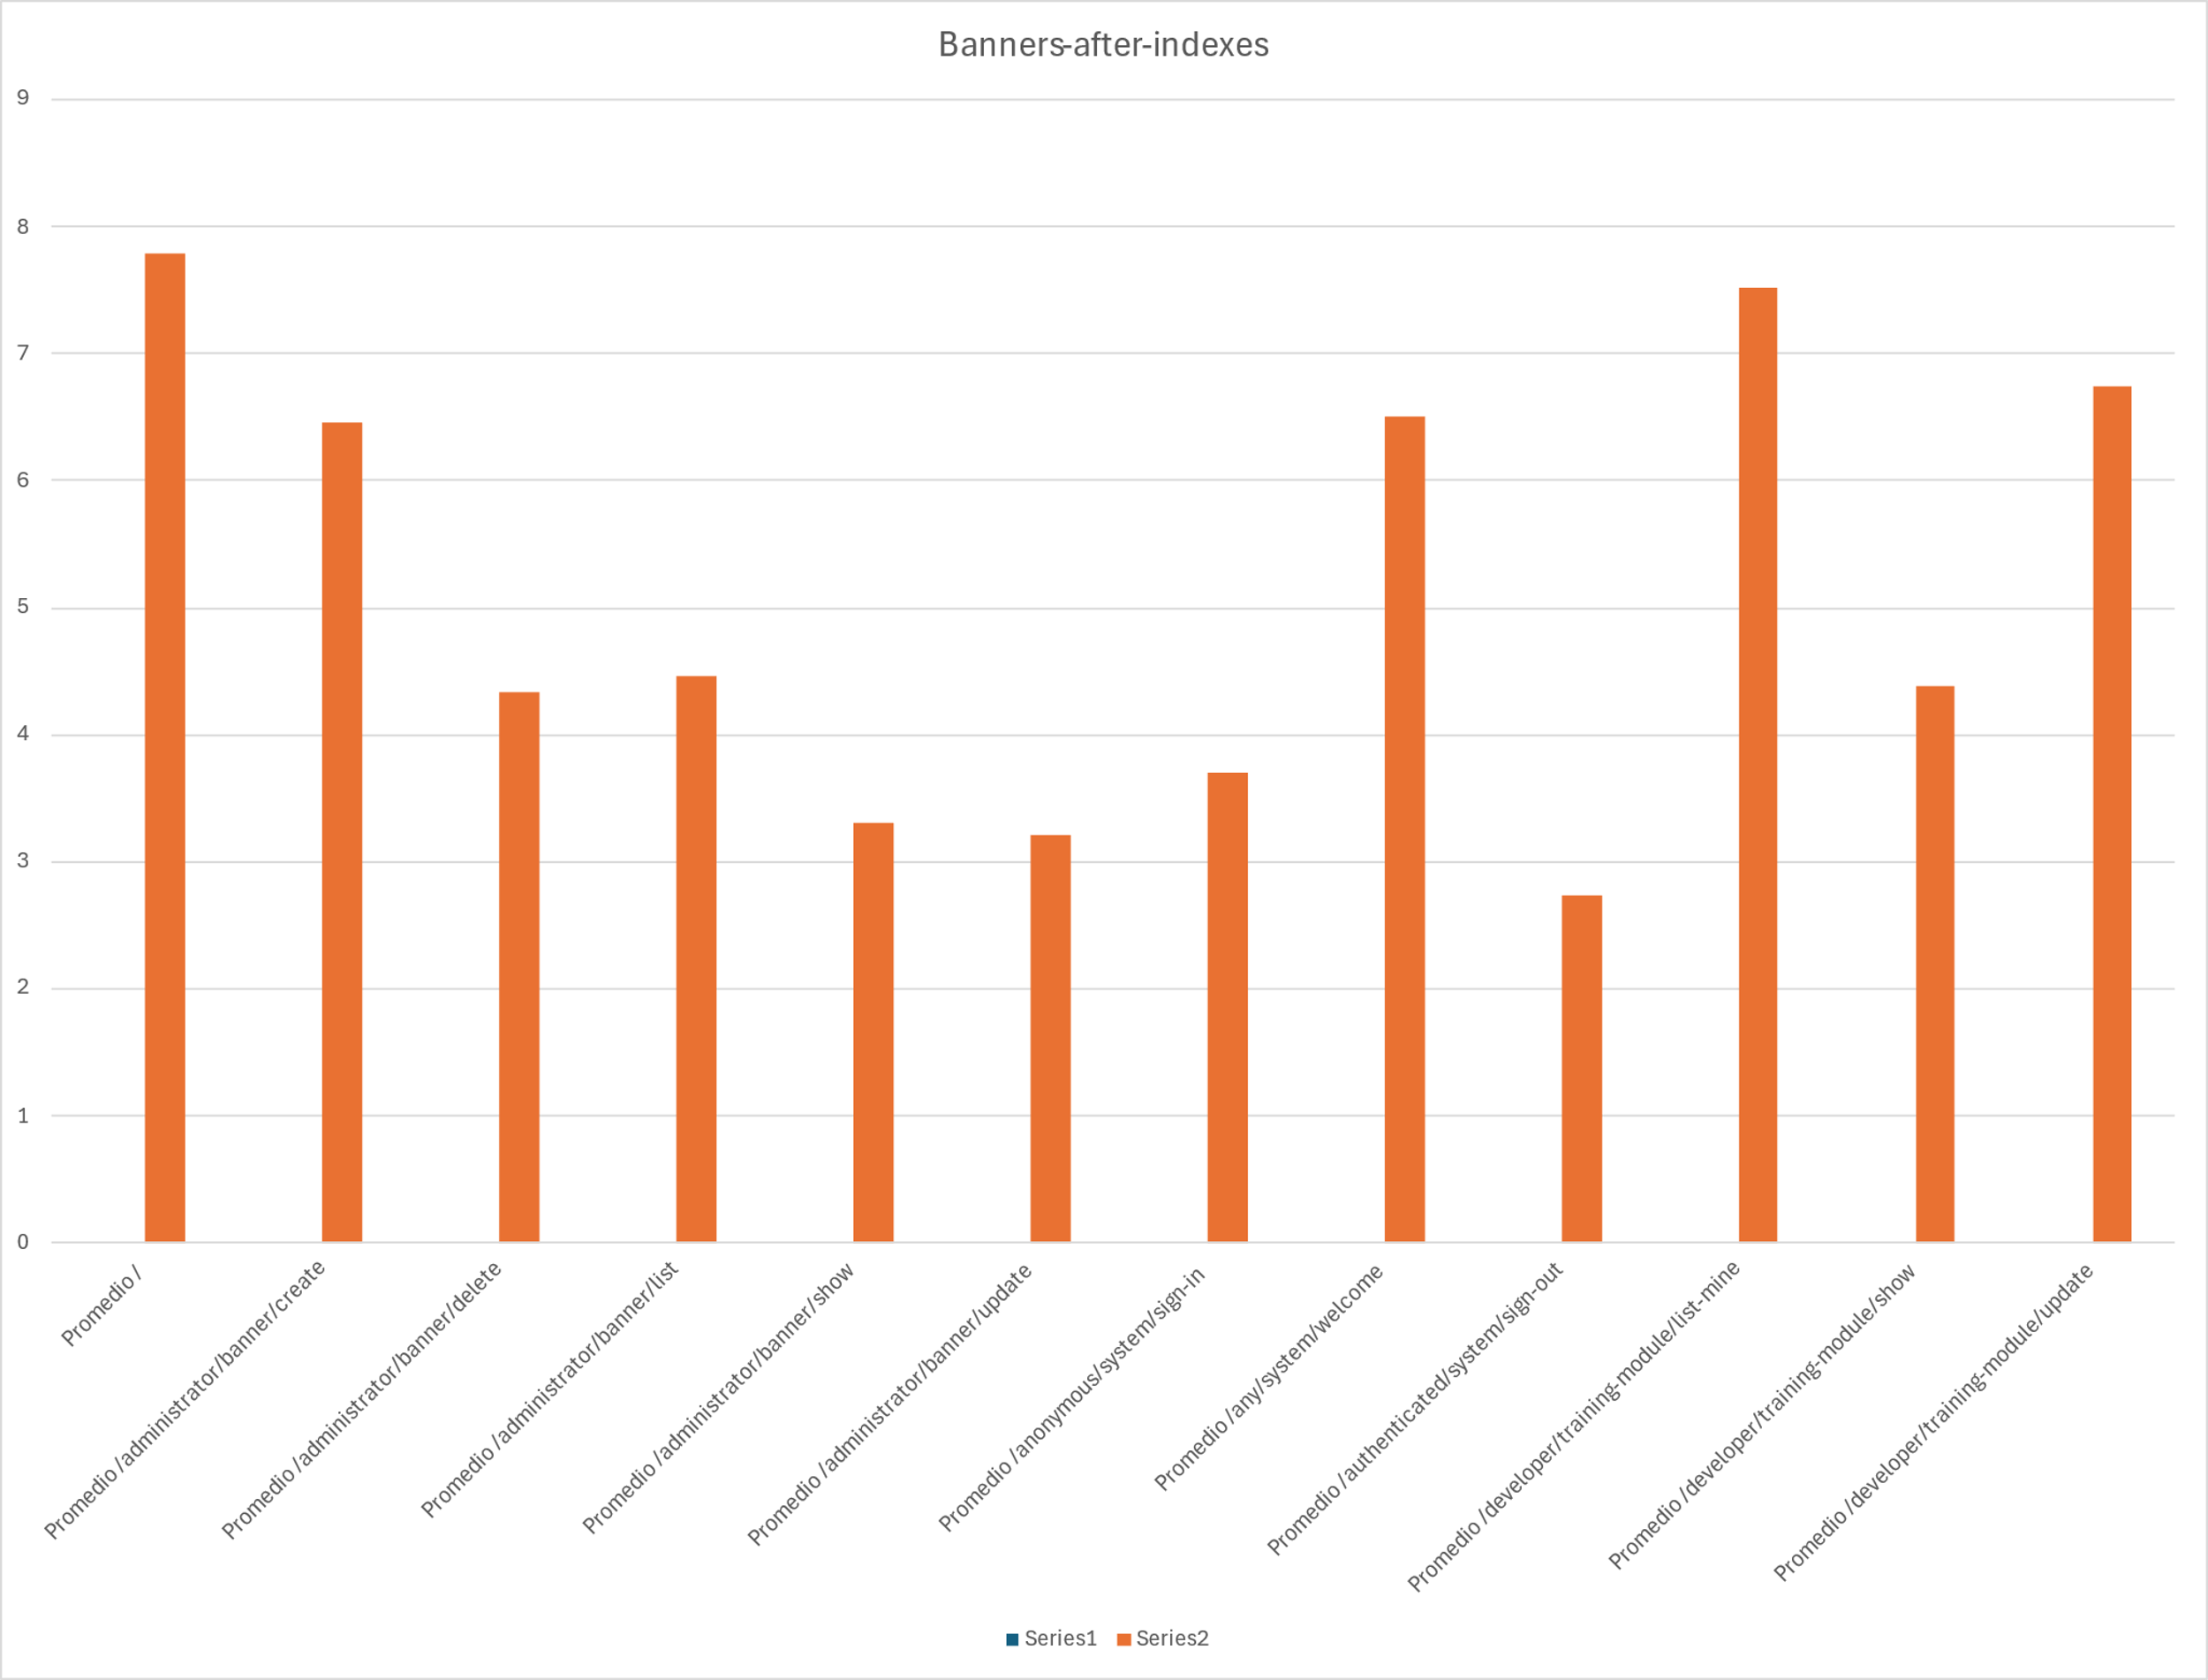 Banners-after-indexes
9
8
7
6
5
4
3
2
1
0
Promedio /
Promedio /administrator/banner/create
Promedio /administrator/banner/delete
Promedio /administrator/banner/list
Promedio /administrator/banner/show
Promedio /administrator/banner/update
Promedio /anonymous/system/sign-in
Promedio /any/system/welcome
Promedio /authenticated/system/sign-out
Promedio /developer/training-module/list-mine
Promedio /developer/training-module/show
Promedio /developer/training-module/update
Series1 Series2